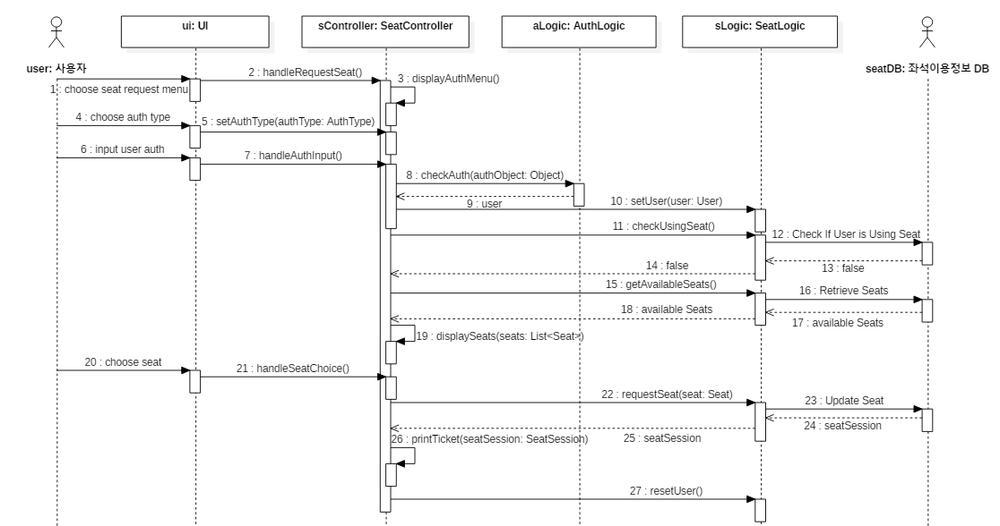 ui: UI
sController: SeatController
aLogic: AuthLogic
sLogic: SeatLogic
user: 사용자
seatDB: 좌석이용정보 DB
1 : choose seat request menu
2 : handleRequestSeat()
3 : displayAuthMenu()
4 : choose auth type
5 : setAuthType(authType: AuthType)
6 : input user auth
7 : handleAuthInput()
8 : checkAuth(authObject: Object)
9 : user
10 : setUser(user: User)
11 : checkUsingSeat()
12 : Check If User is Using Seat
13 : false
14 : false
15 : getAvailableSeats()
16 : Retrieve Seats
17 : available Seats
18 : available Seats
19 : displaySeats(seats: List<Seat>)
20 : choose seat
21 : handleSeatChoice()
22 : requestSeat(seat: Seat)
23 : Update Seat
24 : seatSession
25 : seatSession
26 : printTicket(seatSession: SeatSession)
27 : resetUser()